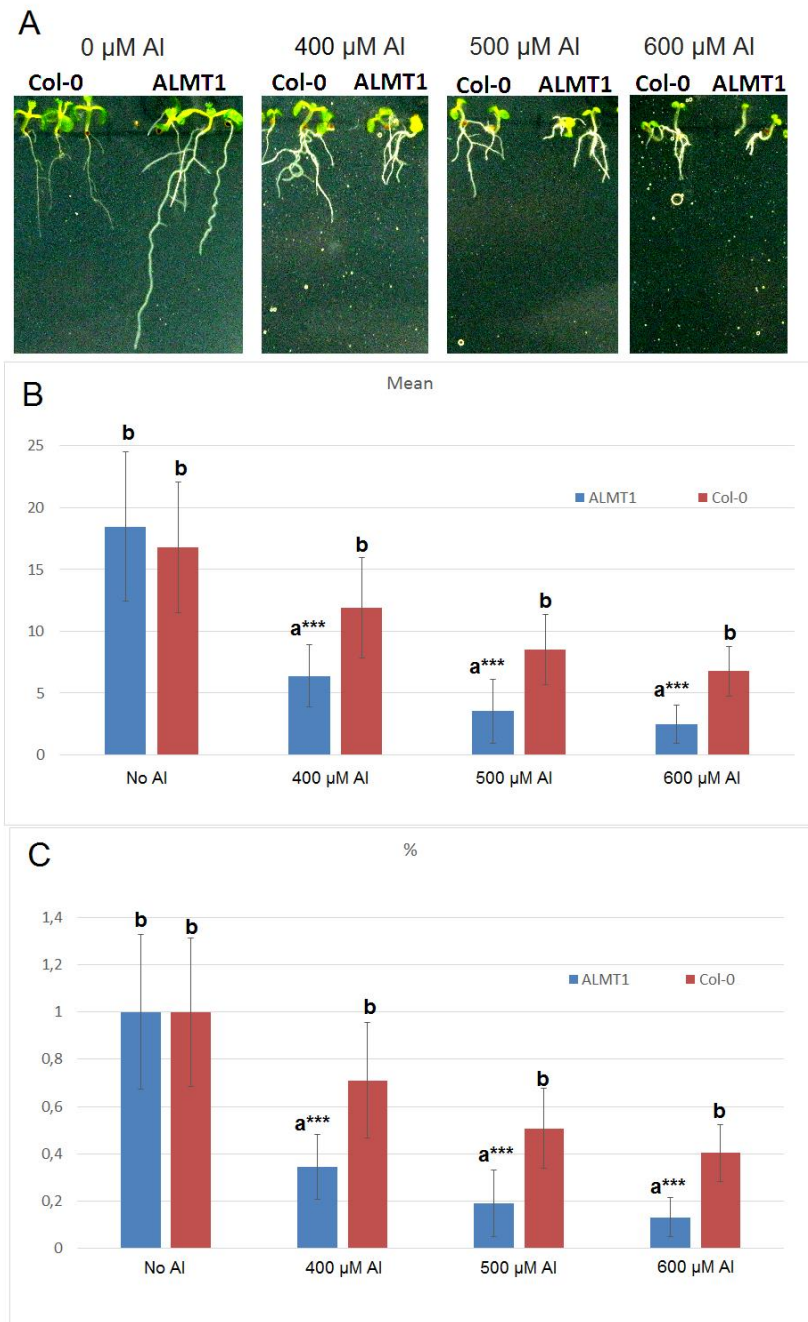 A
0 µM Al 400 µM Al 500 µM Al 600 µM Al
Col-0 ALMT1 Col-0 ALMT1 Col-0 ALMT1 Col-0 ALMT1
B
Mean
25
20
15
10
5
0
b
b
a***
b
a***
b
a***
b
ALMT1 Col-0
No Al 400 µM Al 500 µM Al 600 µM Al
C
%
1,4
1,2
1
0,8
0,6
0,4
0,2
0
b
b
a***
b
a***
b
a***
b
ALMT1 Col-0
No Al 400 µM Al 500 µM Al 600 µM Al